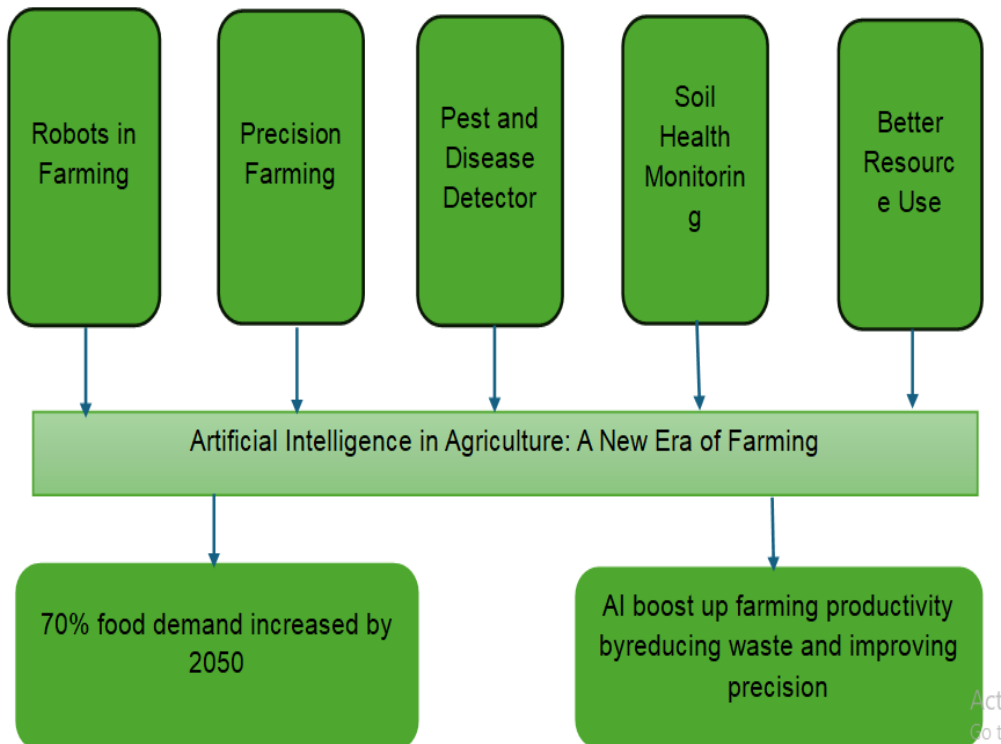 Robots in
Farming
Precision
Farming
Pest and
Disease
Detector
Soil
Health
Monitorin
g
Better
Resourc
e Use
Artificial Intelligence in Agriculture: A New Era of Farming
70% food demand increased by
2050
AI boost up farming productivity
byreducing waste and improving
precision
Act
Go t